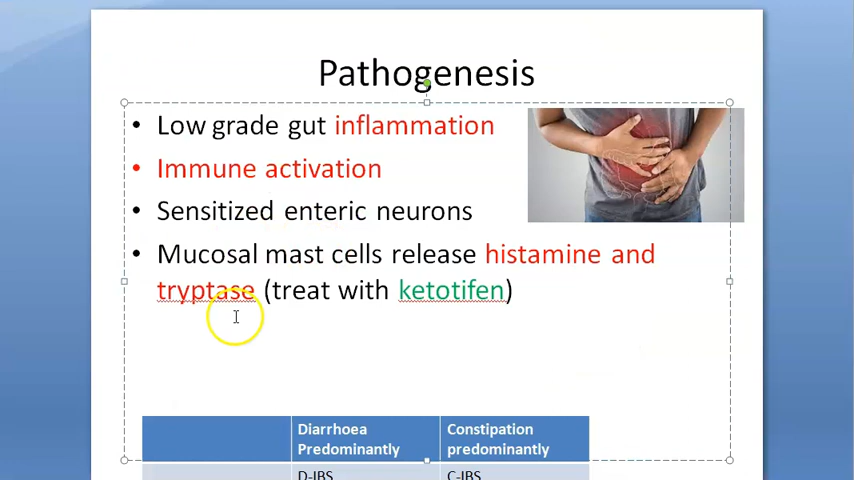 Pathogenesis
• Low grade gut inflammation
• Immune activation
• Sensitized enteric neurons
• Mucosal mast cells release histamine and
tryptase (treat with ketotifen)
Diarrhoea Predominantly
Constipation predominantly
D-IBS
C-IBS